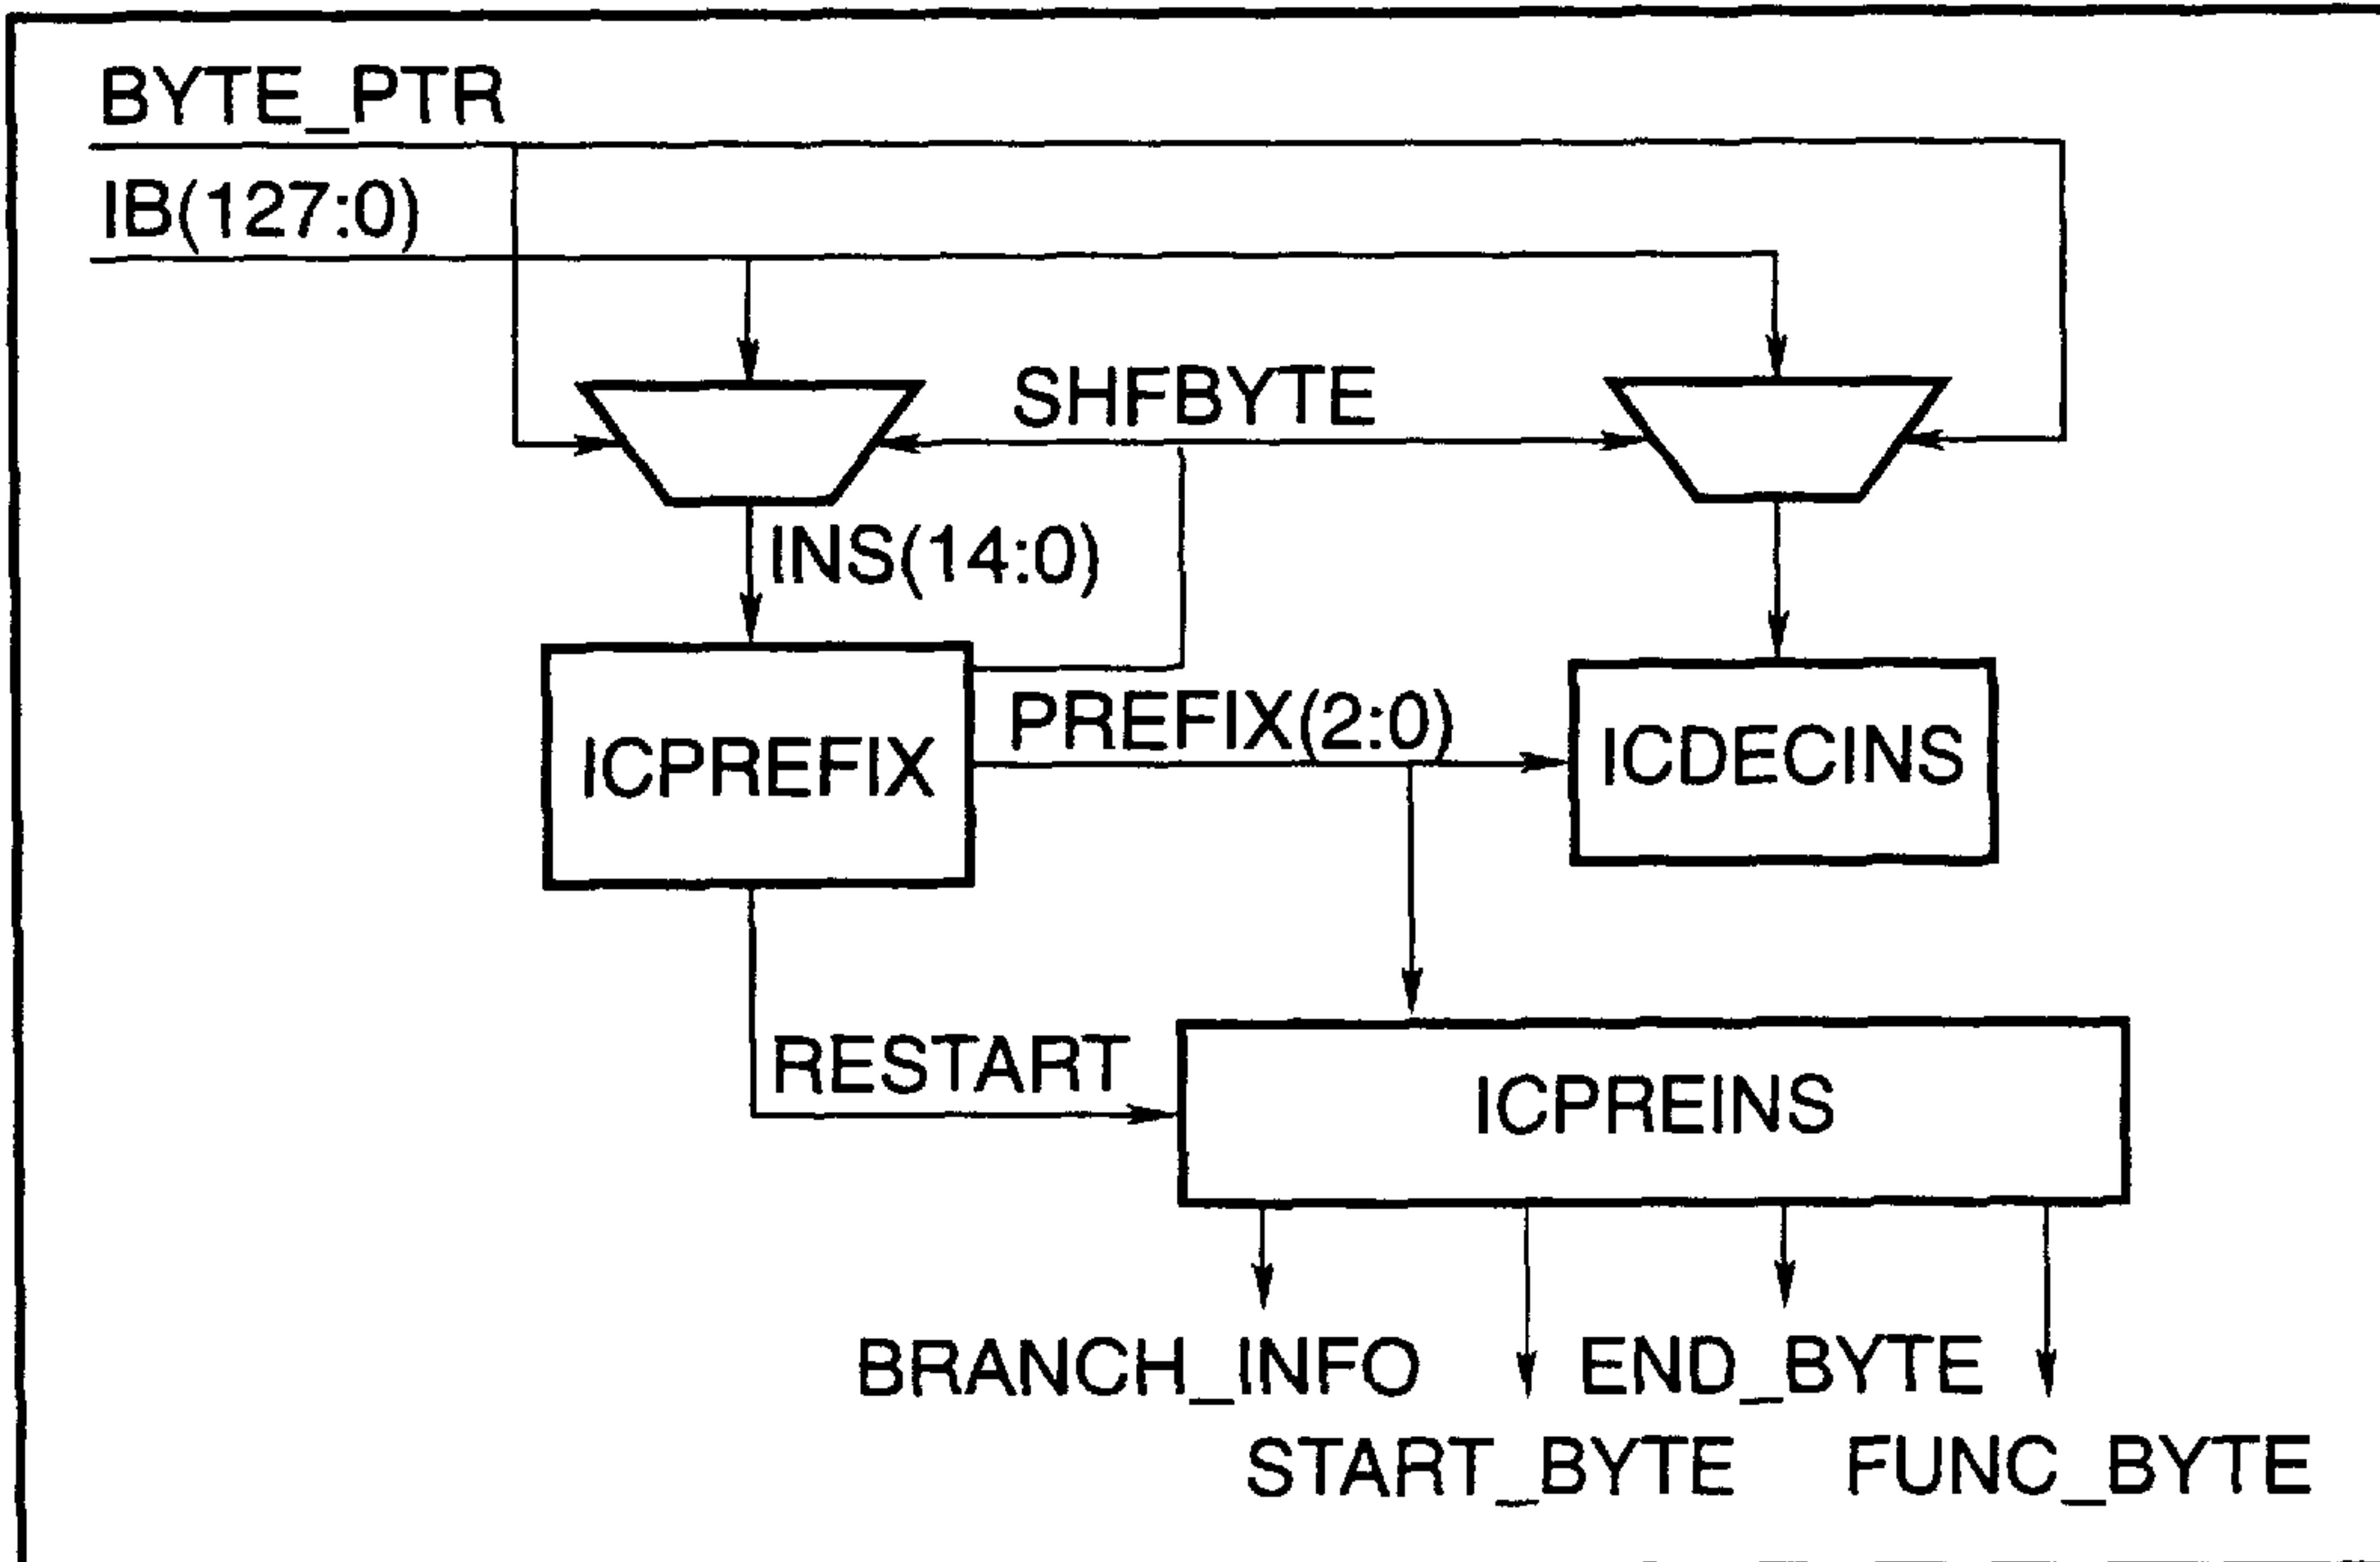 BYTE_PTR
IB(127:0)
SHFBYTE
INS(14:0)
PREFIX(2:0)
ICPREFIX
ICDECINS
RESTART
ICPREINS
BRANCH_INFO
END_BYTE
START_BYTE
FUNC_BYTE